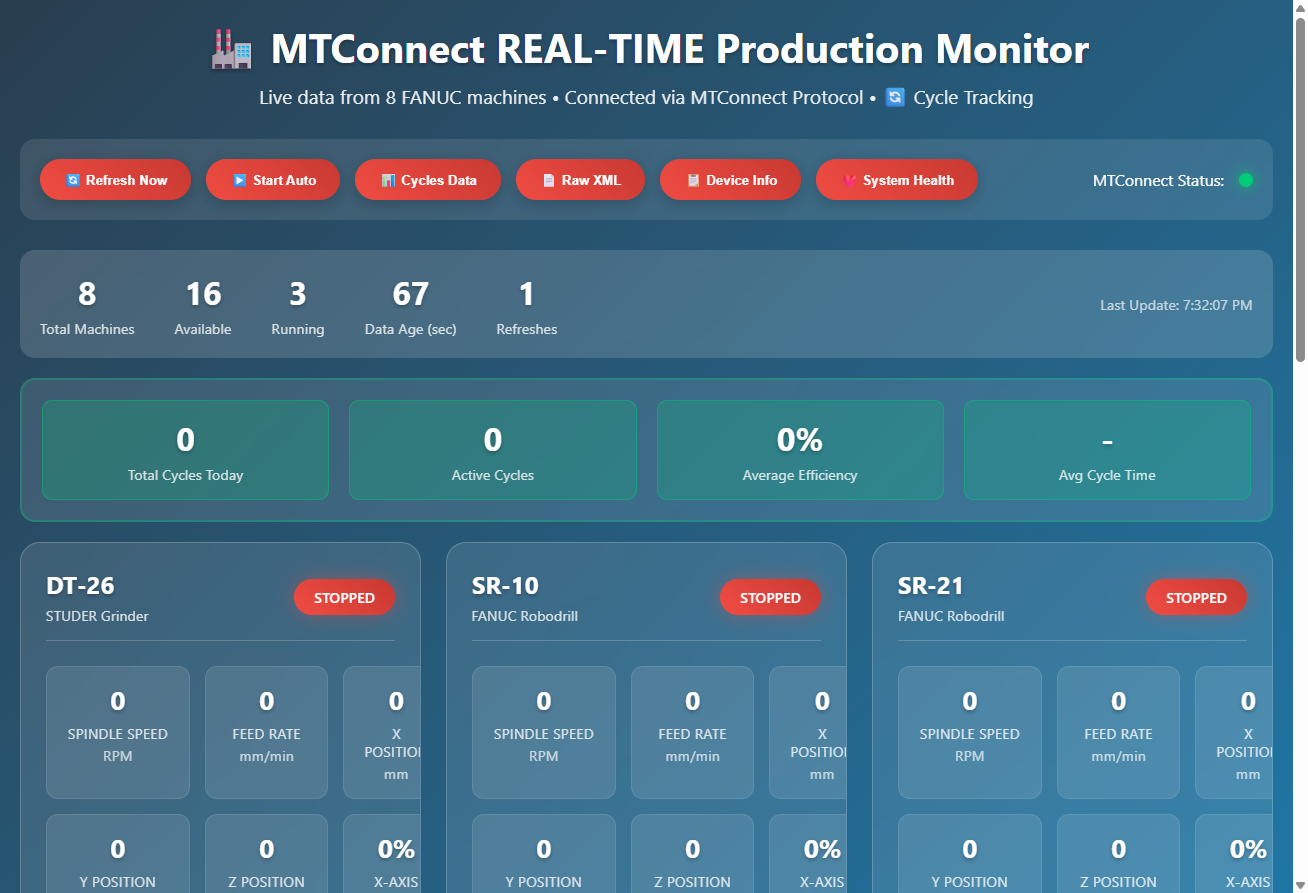 MTConnect REAL-TIME Production Monitor
Live data from 8 FANUC machines • Connected via MTConnect Protocol • Cycle Tracking
Refresh Now
Start Auto
Cycles Data
Raw XML
Device Info
System Health
MTConnect Status:
8
Total Machines
16
Available
3
Running
67
Data Age (sec)
1
Refreshes
Last Update: 7:32:07 PM
0
Total Cycles Today
0
Active Cycles
0%
Average Efficiency
-
Avg Cycle Time
DT-26
STUDER Grinder
STOPPED
0
SPINDLE SPEED
RPM
0
FEED RATE
mm/min
0
X
POSITION
mm
0
Y POSITION
0
Z POSITION
0%
X-AXIS
SR-10
FANUC Robodrill
STOPPED
0
SPINDLE SPEED
RPM
0
FEED RATE
mm/min
0
X
POSITION
mm
0
Y POSITION
0
Z POSITION
0%
X-AXIS
SR-21
FANUC Robodrill
STOPPED
0
SPINDLE SPEED
RPM
0
FEED RATE
mm/min
0
X
POSITION
mm
0
Y POSITION
0
Z POSITION
0%
X-AXIS